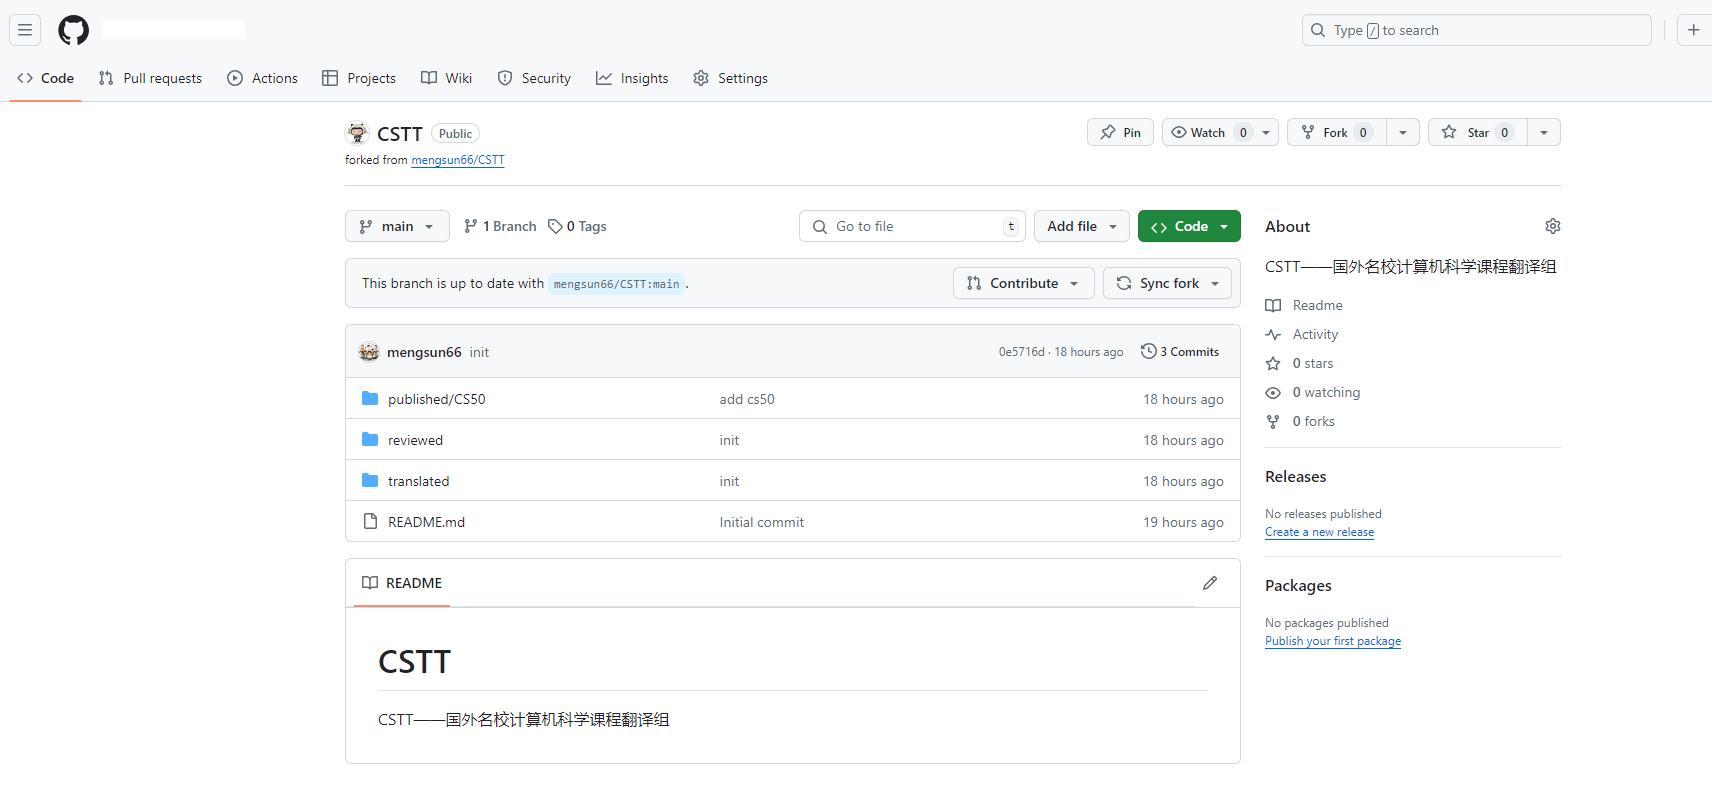 Type / to search
Code Pull requests Actions Projects Wiki Security Insights Settings
CSTT Public
Pin Watch 0 Fork 0 Star 0
forked from mengsun66/CSTT
main 1 Branch 0 Tags Go to file t Add file Code
This branch is up to date with mengsun66/CSTT:main .
Contribute Sync fork
mengsun66 init 0e5716d · 18 hours ago 3 Commits
published/CS50 add cs50 18 hours ago
reviewed init 18 hours ago
translated init 18 hours ago
README.md Initial commit 19 hours ago
README
CSTT
CSTT——国外名校计算机科学课程翻译组
About
CSTT——国外名校计算机科学课程翻译组
Readme
Activity
0 stars
0 watching
0 forks
Releases
No releases published
Create a new release
Packages
No packages published
Publish your first package